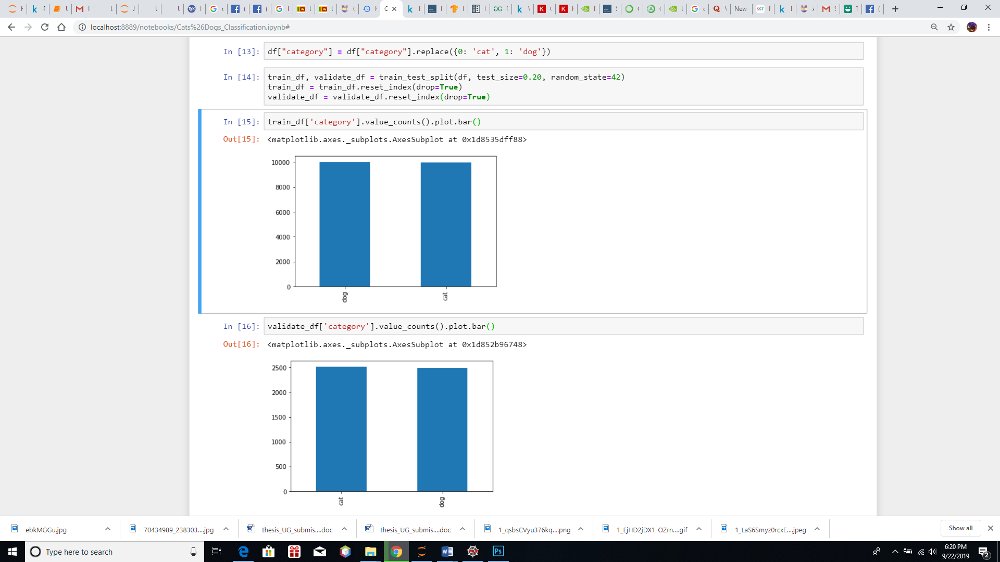 C
New
SST
localhost:8889/notebooks/Cats%26Dogs_Classification.ipynb#
In [13]: df["category"] = df["category"].replace({0: 'cat', 1: 'dog'})
In [14]: train_df, validate_df = train_test_split(df, test_size=0.20, random_state=42)
train_df = train_df.reset_index(drop=True)
validate_df = validate_df.reset_index(drop=True)
In [15]: train_df['category'].value_counts().plot.bar()
Out[15]: <matplotlib.axes._subplots.AxesSubplot at 0x1d8535dff88>
10000
8000
6000
4000
2000
0
dog cat
In [16]: validate_df['category'].value_counts().plot.bar()
Out[16]: <matplotlib.axes._subplots.AxesSubplot at 0x1d852b96748>
2500
2000
1500
1000
500
0
cat dog
ebkMGGu.jpg 70434989_238303....jpg thesis_UG_submis....doc thesis_UG_submis....doc 1_qsbsCVyu376kq....png 1_EjHD2jDX1-OZrn....gif 1_LaS6Smyz0rcxE....jpeg Show all
Type here to search
Ps
6:20 PM
9/22/2019
2